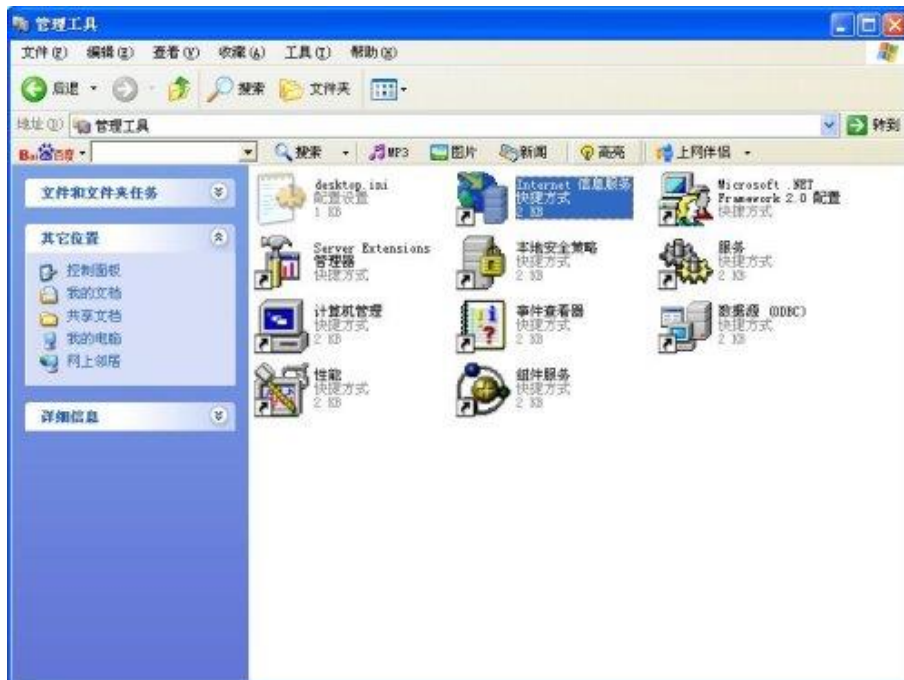 管理工具
文件(F) 编辑(E) 查看(V) 收藏(A) 工具(T) 帮助(H)
后退 搜索 文件夹
地址(D) 管理工具 转到
Bai百度 搜索 MP3 图片 新闻 高亮 上网伴侣
文件和文件夹任务
其它位置
控制面板
我的文档
共享文档
我的电脑
网上邻居
详细信息
desktop.ini
配置设置
1 KB
Internet 信息服务
快捷方式
2 KB
Microsoft .NET
Framework 2.0 配置
快捷方式
Server Extensions
管理器
快捷方式
本地安全策略
快捷方式
2 KB
服务
快捷方式
2 KB
计算机管理
快捷方式
2 KB
事件查看器
快捷方式
2 KB
数据源 (ODBC)
快捷方式
2 KB
性能
快捷方式
2 KB
组件服务
快捷方式
2 KB